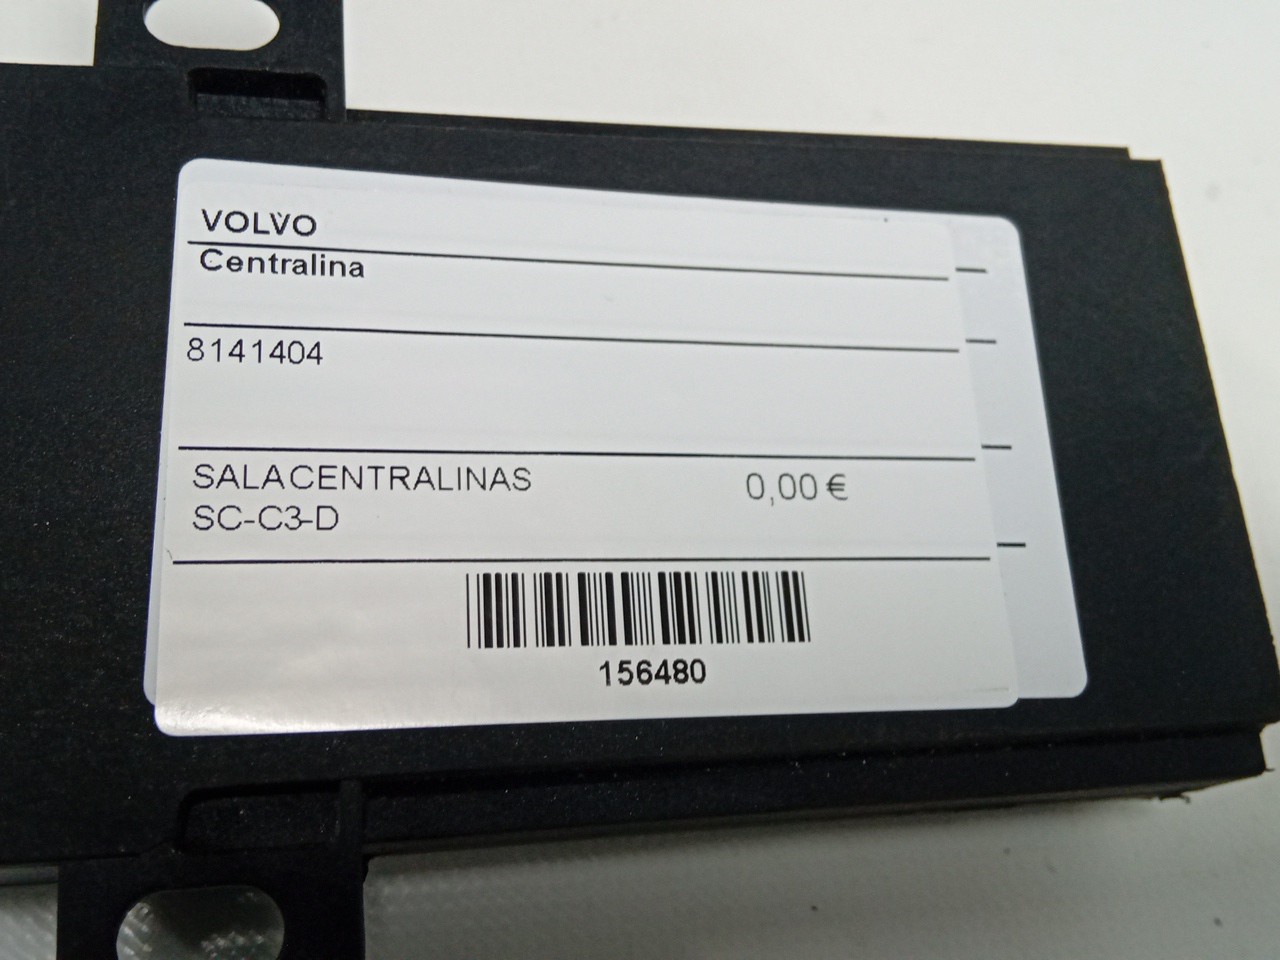 VOLVO
Centralina
8141404
SALACENTRALINAS 0,00 €
SC-C3-D
156480